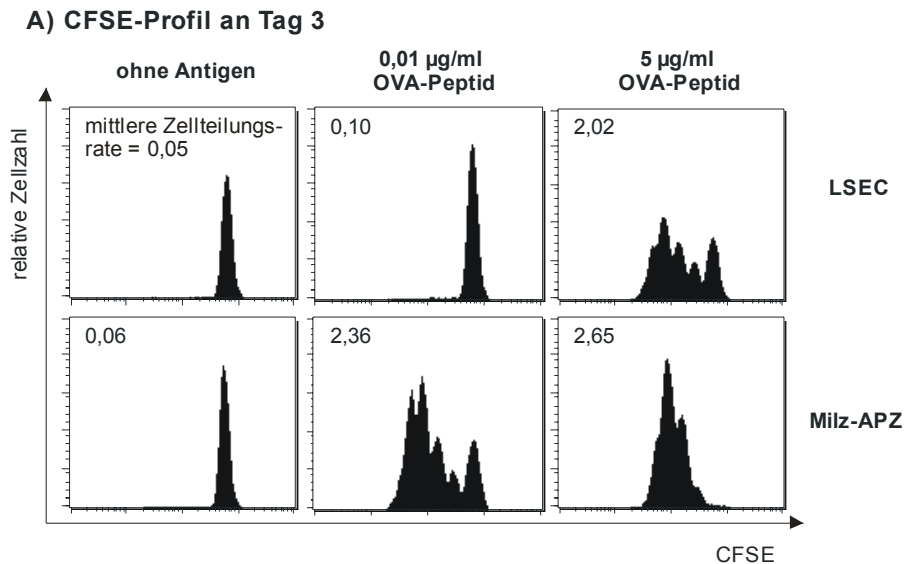 A) CFSE-Profil an Tag 3
ohne Antigen
0,01 µg/ml
OVA-Peptid
5 µg/ml
OVA-Peptid
relative Zellzahl
mittlere Zellteilungs-
rate = 0,05
0,10
2,02
LSEC
0,06
2,36
2,65
Milz-APZ
CFSE